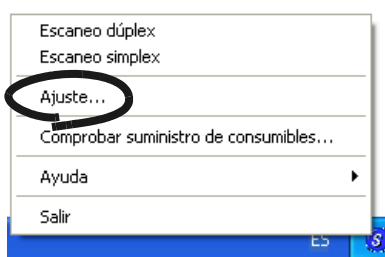 Escaneo dúplex
Escaneo simplex
Ajuste...
Comprobar suministro de consumibles...
Ayuda
Salir
ES
S